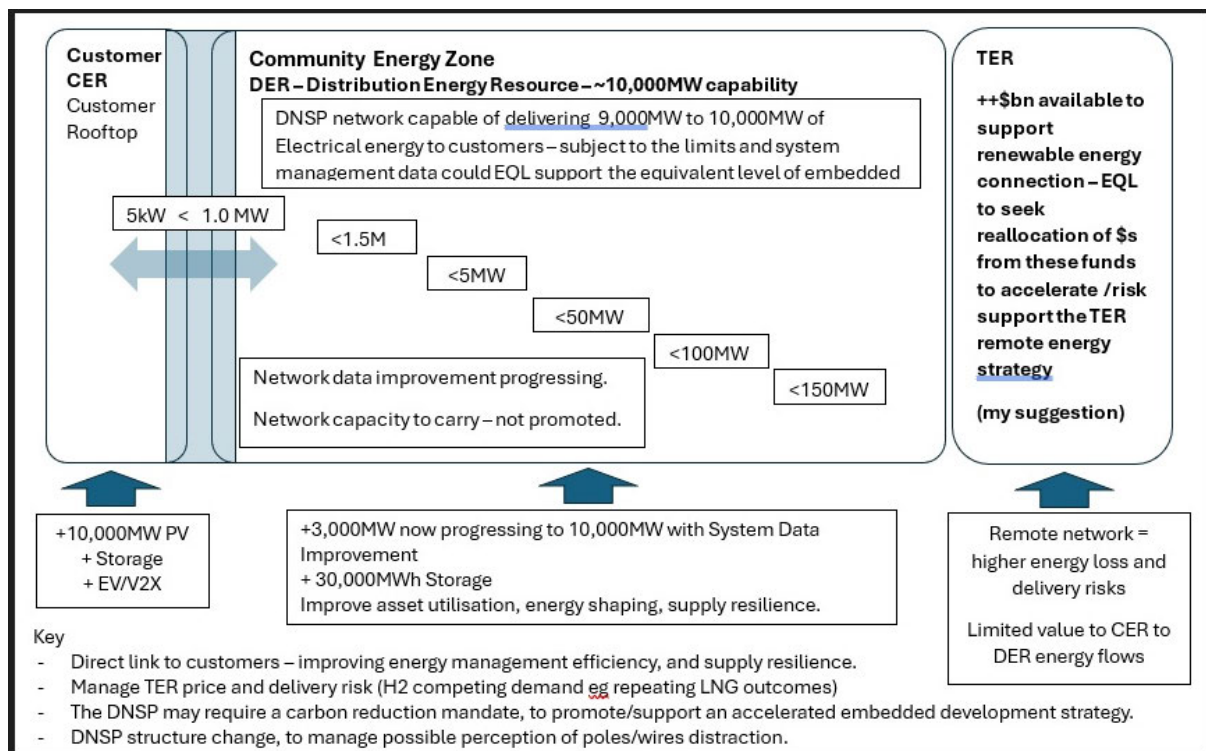 Customer
CER
Customer
Rooftop
Community Energy Zone
DER – Distribution Energy Resource – ~10,000MW capability
DNSP network capable of delivering 9,000MW to 10,000MW of
Electrical energy to customers – subject to the limits and system
management data could EQL support the equivalent level of embedded
5kW < 1.0 MW
<1.5M
<5MW
<50MW
<100MW
<150MW
Network data improvement progressing.
Network capacity to carry – not promoted.
TER
++$bn available to
support
renewable energy
connection – EQL
to seek
reallocation of $s
from these funds
to accelerate /risk
support the TER
remote energy
strategy
(my suggestion)
+10,000MW PV
+ Storage
+ EV/V2X
+3,000MW now progressing to 10,000MW with System Data
Improvement
+ 30,000MWh Storage
Improve asset utilisation, energy shaping, supply resilience.
Remote network =
higher energy loss and
delivery risks
Limited value to CER to
DER energy flows
Key
- Direct link to customers – improving energy management efficiency, and supply resilience.
- Manage TER price and delivery risk (H2 competing demand eg repeating LNG outcomes)
- The DNSP may require a carbon reduction mandate, to promote/support an accelerated embedded development strategy.
- DNSP structure change, to manage possible perception of poles/wires distraction.